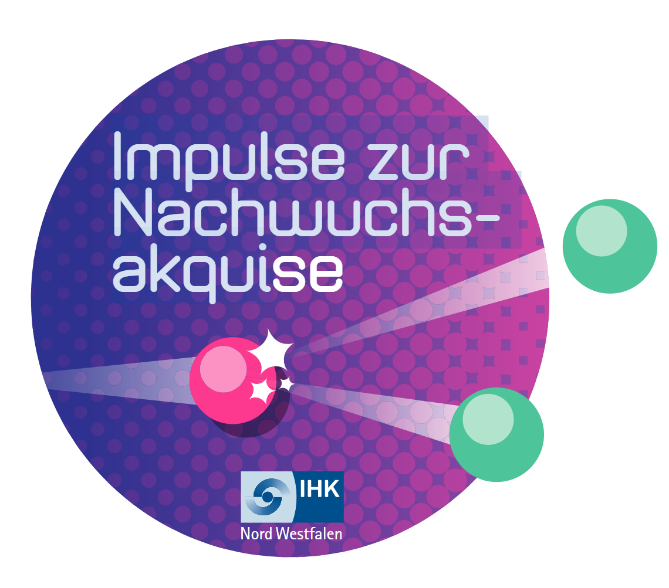 Impulse zur
Nachwuchs-
akquise
IHK
Nord Westfalen